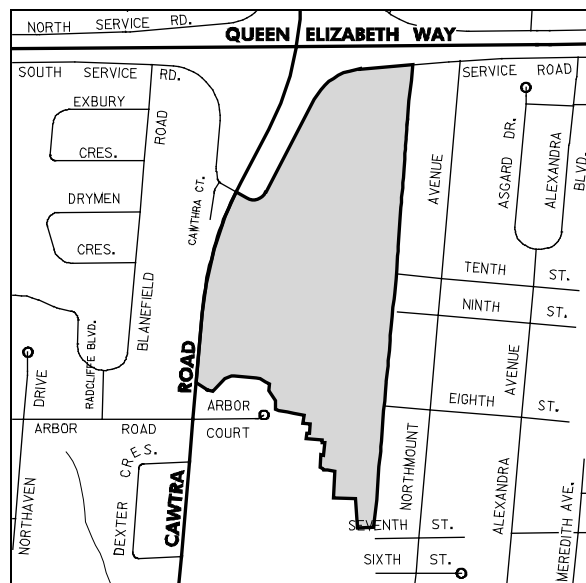 NORTH SERVICE RD.
QUEEN ELIZABETH WAY
SOUTH SERVICE RD.
SERVICE ROAD
EXBURY
CRES.
ROAD
BLANEFIELD
DRYMEN
CRES.
CAWTHRA CT.
AVENUE
NORTHMOUNT
ASGARD DR.
ALEXANDRA
BLVD.
TENTH ST.
NINTH ST.
RADCLIFFE BLVD.
DRIVE
NORTHAVEN
ROAD
CAWTRA
ARBOR
COURT
ARBOR ROAD
AVENUE
ALEXANDRA
EIGHTH ST.
CRES.
DEXTER
SEVENTH ST.
SIXTH ST.
MEREDITH AVE.